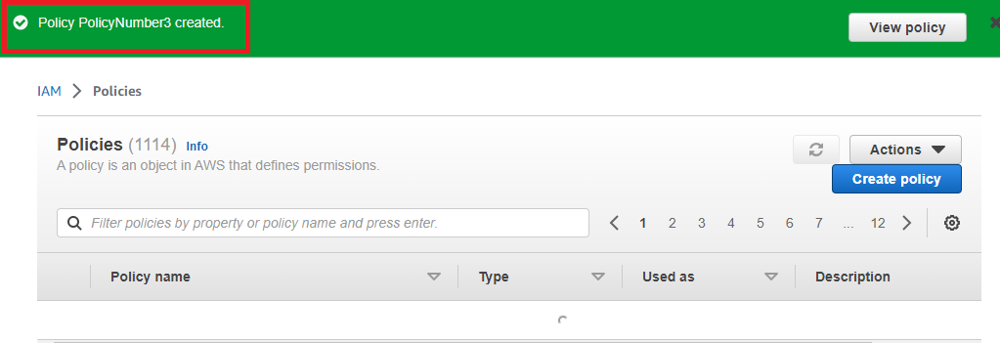 Policy PolicyNumber3 created.
View policy
IAM > Policies
Policies (1114) Info
A policy is an object in AWS that defines permissions.
Actions
Create policy
Filter policies by property or policy name and press enter.
1 2 3 4 5 6 7 ... 12
Policy name Type Used as Description